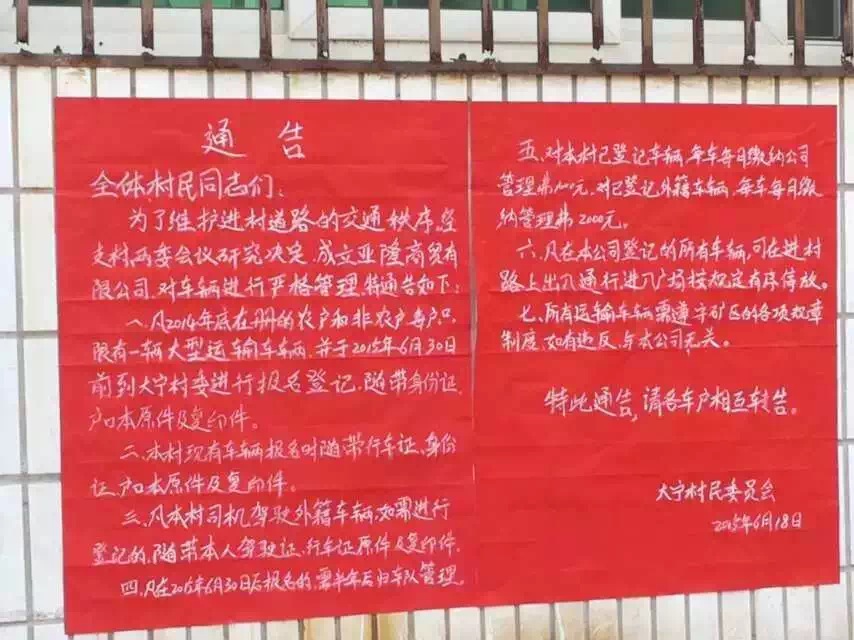 通告
全体村民同志们：
为了维护进村道路的交通秩序，经
支村两委会议研究决定，成立亚隆商贸有
限公司，对车辆进行严格管理，特通告如下：
一、凡2014年底在册的农户和非农户每户只
限有一辆大型运输车车辆，并于2015年6月30日
前到大宁村委进行报名登记，随带身份证、
户口本原件及复印件。
二、本村现有车辆报名时随带行车证、身份
证、户口本原件及复印件。
三、凡本村司机驾驶外籍车辆，如需进行
登记的，随带本人驾驶证、行车证原件及复印件。
四、凡在2015年6月30日后报名的，需半年后归车队管理。
五、对本村已登记车辆，每车每月缴纳公司
管理费1000元，对已登记外籍车辆，每车每月缴
纳管理费2000元。
六、凡在本公司登记的所有车辆，可在进村
路上出入通行，进入广场按规定有序停放。
七、所有运输车车辆需遵守矿区的各项规章
制度，如有违反，与本公司无关。
特此通告，请各车户相互转告。
大宁村民委员会
2015年6月18日